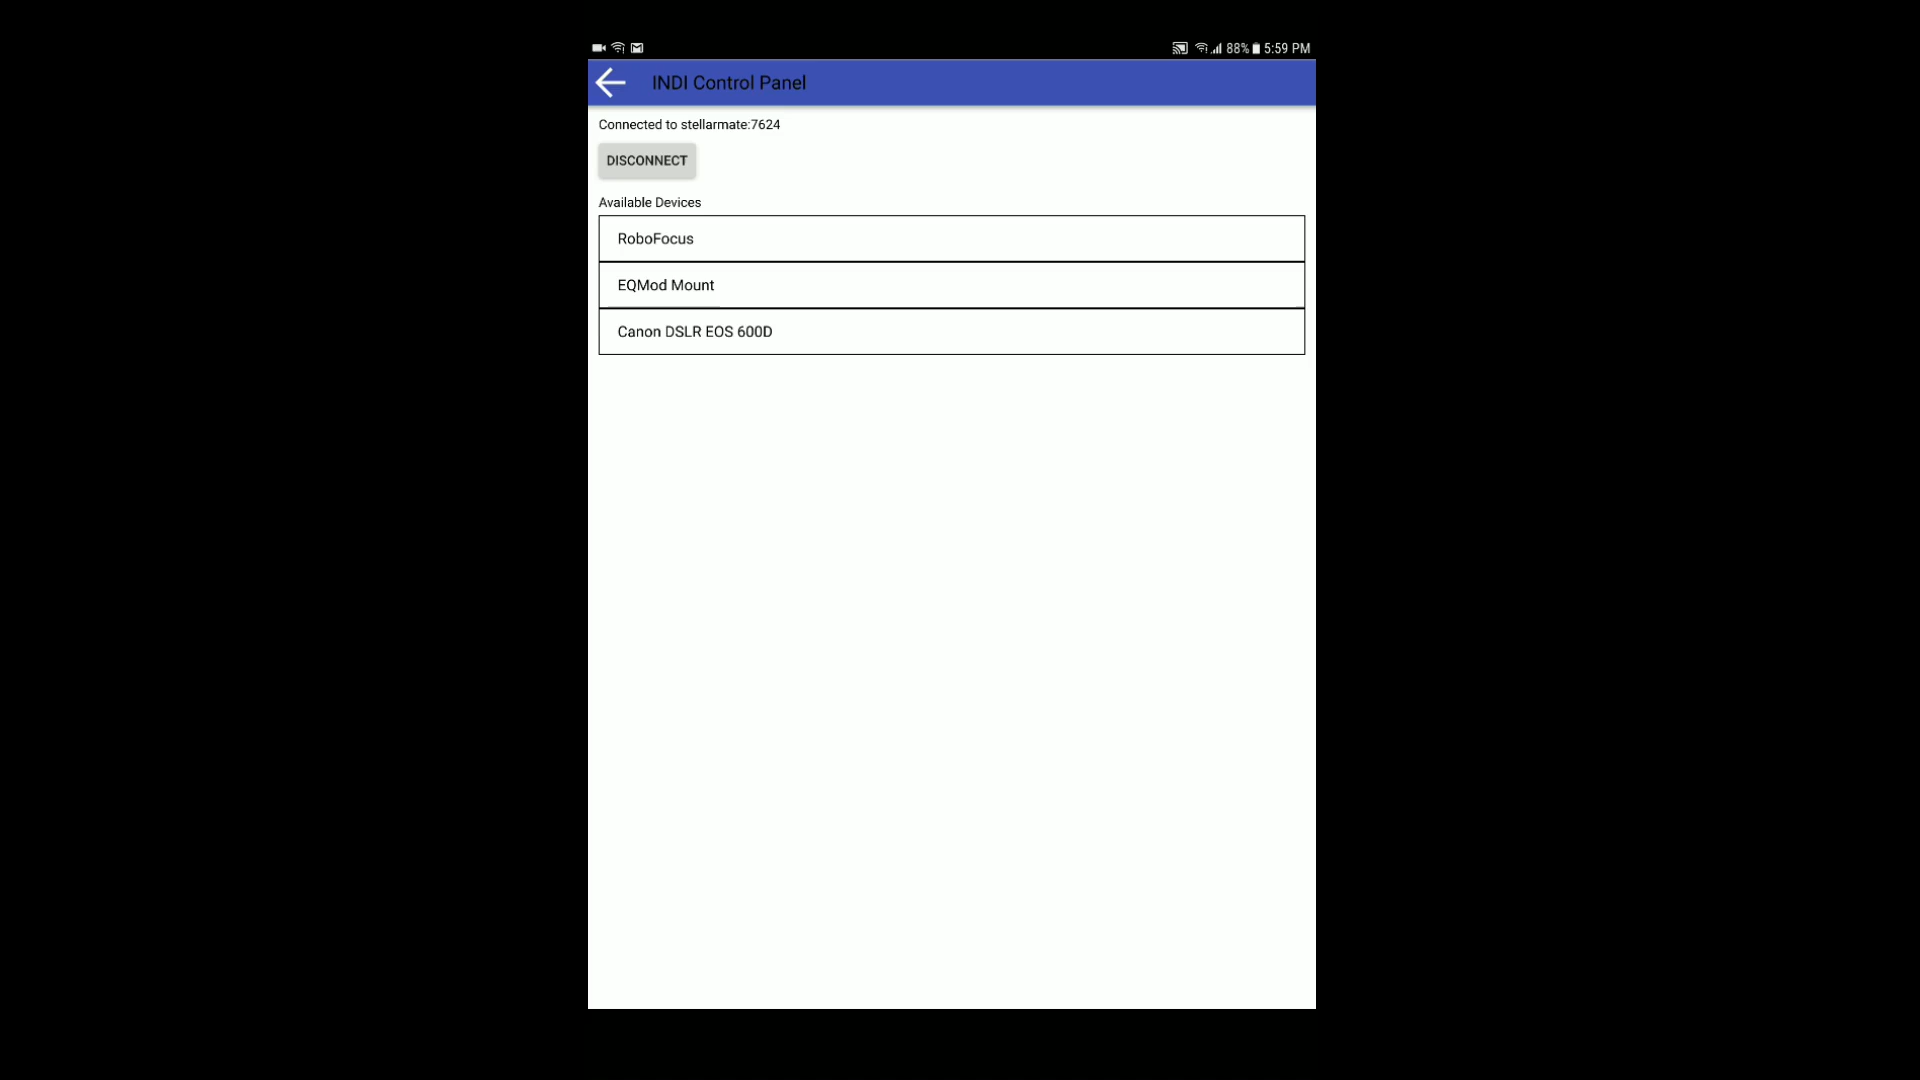 88% 5:59 PM
INDI Control Panel
Connected to stellarmate:7624
DISCONNECT
Available Devices
RoboFocus
EQMod Mount
Canon DSLR EOS 600D